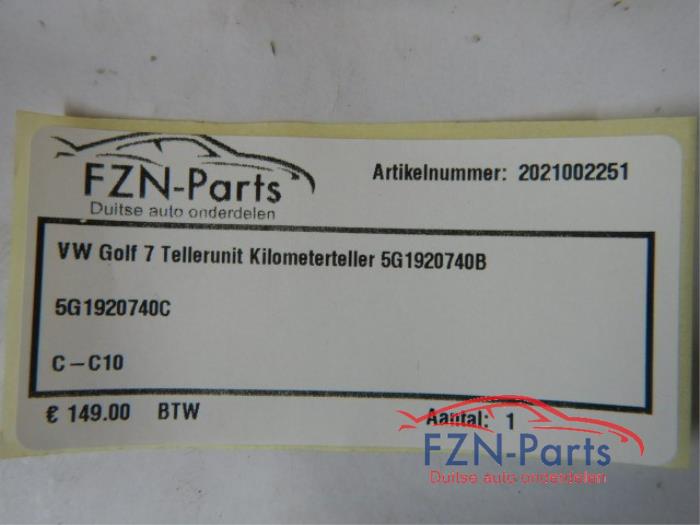 FZN-Parts
Duitse auto onderdelen
Artikelnummer: 2021002251
VW Golf 7 Tellerunit Kilometerteller 5G1920740B
5G1920740C
C-C10
€ 149.00 BTW
Aantal: 1
FZN-Parts
Duitse auto onderdelen